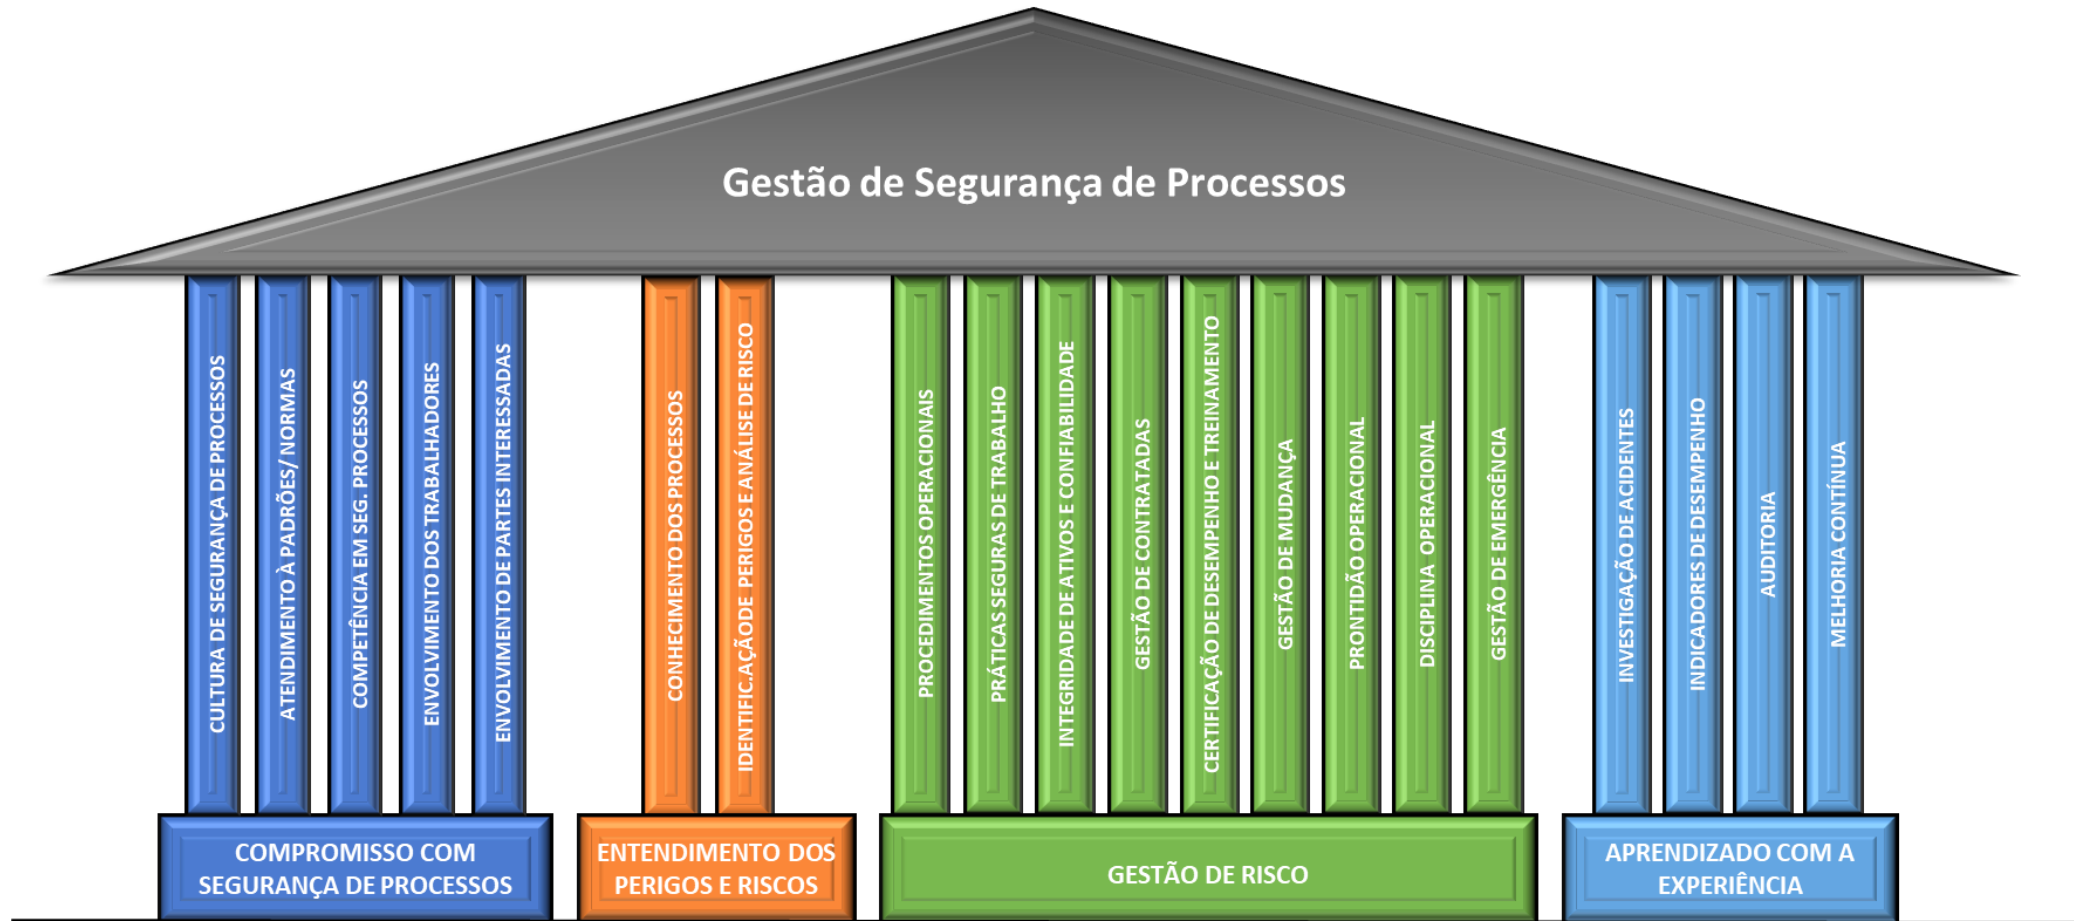 Gestão de Segurança de Processos
CULTURA DE SEGURANÇA DE PROCESSOS
ATENDIMENTO À PADRÕES/ NORMAS
COMPETÊNCIA EM SEG. PROCESSOS
ENVOLVIMENTO DOS TRABALHADORES
ENVOLVIMENTO DE PARTES INTERESSADAS
CONHECIMENTO DOS PROCESSOS
IDENTIFIC.AÇÃODE PERIGOS E ANÁLISE DE RISCO
PROCEDIMENTOS OPERACIONAIS
PRÁTICAS SEGURAS DE TRABALHO
INTEGRIDADE DE ATIVOS E CONFIABILIDADE
GESTÃO DE CONTRATADAS
CERTIFICAÇÃO DE DESEMPENHO E TREINAMENTO
GESTÃO DE MUDANÇA
PRONTIDÃO OPERACIONAL
DISCIPLINA OPERACIONAL
GESTÃO DE EMERGÊNCIA
INVESTIGAÇÃO DE ACIDENTES
INDICADORES DE DESEMPENHO
AUDITORIA
MELHORIA CONTÍNUA
COMPROMISSO COM
SEGURANÇA DE PROCESSOS
ENTENDIMENTO DOS
PERIGOS E RISCOS
GESTÃO DE RISCO
APRENDIZADO COM A
EXPERIÊNCIA